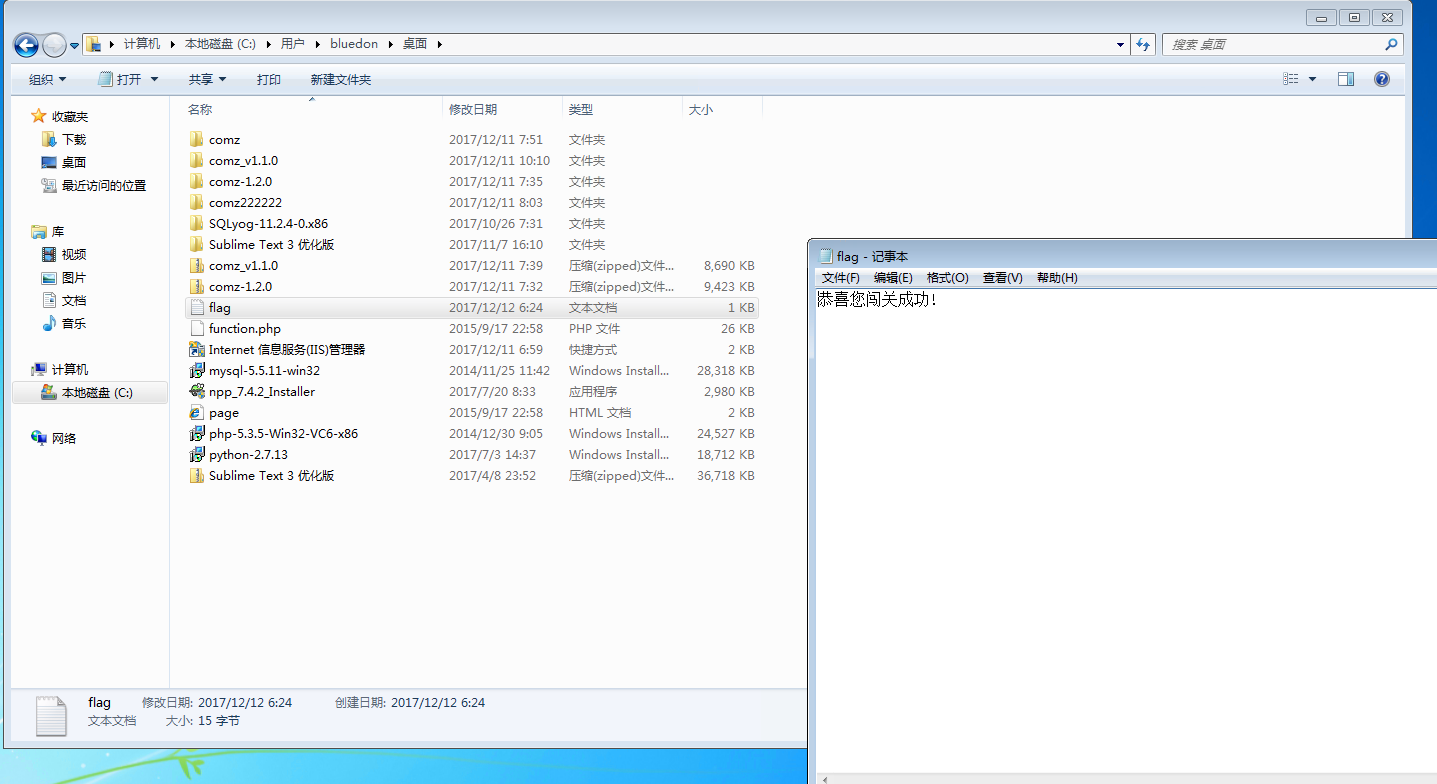 计算机 ▸ 本地磁盘 (C:) ▸ 用户 ▸ bluedon ▸ 桌面 ▸
搜索 桌面
组织 打开 共享 打印 新建文件夹
收藏夹
下载
桌面
最近访问的位置
库
视频
图片
文档
音乐
计算机
本地磁盘 (C:)
网络
名称 修改日期 类型 大小
comz 2017/12/11 7:51 文件夹
comz_v1.1.0 2017/12/11 10:10 文件夹
comz-1.2.0 2017/12/11 7:35 文件夹
comz222222 2017/12/11 8:03 文件夹
SQLyog-11.2.4-0.x86 2017/10/26 7:31 文件夹
Sublime Text 3 优化版 2017/11/7 16:10 文件夹
comz_v1.1.0 2017/12/11 7:39 压缩(zipped)文件... 8,690 KB
comz-1.2.0 2017/12/11 7:32 压缩(zipped)文件... 9,423 KB
flag 2017/12/12 6:24 文本文档 1 KB
function.php 2015/9/17 22:58 PHP 文件 26 KB
Internet 信息服务(IIS)管理器 2017/12/11 6:59 快捷方式 2 KB
mysql-5.5.11-win32 2014/11/25 11:42 Windows Install... 28,318 KB
npp_7.4.2_Installer 2017/7/20 8:33 应用程序 2,980 KB
page 2015/9/17 22:58 HTML 文档 2 KB
php-5.3.5-Win32-VC6-x86 2014/12/30 9:05 Windows Install... 24,527 KB
python-2.7.13 2017/7/3 14:37 Windows Install... 18,712 KB
Sublime Text 3 优化版 2017/4/8 23:52 压缩(zipped)文件... 36,718 KB
flag 修改日期: 2017/12/12 6:24 创建日期: 2017/12/12 6:24
文本文档 大小: 15 字节
flag - 记事本
文件(F) 编辑(E) 格式(O) 查看(V) 帮助(H)
恭喜您闯关成功!